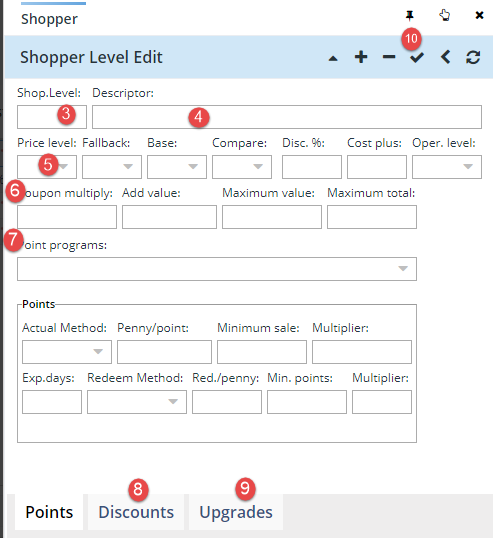 Shopper
10
Shopper Level Edit
Shop.Level: Descriptor:
3 4
Price level: Fallback: Base: Compare: Disc. %: Cost plus: Oper. level:
5
6 oupon multiply: Add value: Maximum value: Maximum total:
7 oint programs:
Points
Actual Method: Penny/point: Minimum sale: Multiplier:
Exp.days: Redeem Method: Red./penny: Min. points: Multiplier:
8 9
Points Discounts Upgrades